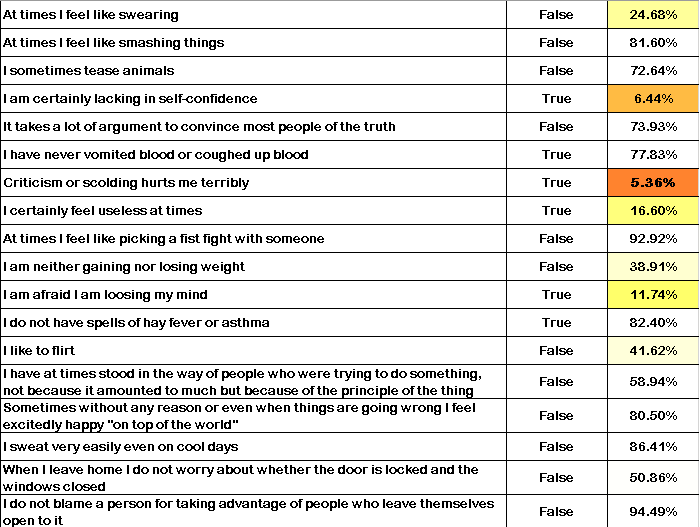 At times I feel like swearing False 24.68%
At times I feel like smashing things False 81.60%
I sometimes tease animals False 72.64%
I am certainly lacking in self-confidence True 6.44%
It takes a lot of argument to convince most people of the truth False 73.93%
I have never vomited blood or coughed up blood True 77.83%
Criticism or scolding hurts me terribly True 5.36%
I certainly feel useless at times True 16.60%
At times I feel like picking a fist fight with someone False 92.92%
I am neither gaining nor losing weight False 38.91%
I am afraid I am loosing my mind True 11.74%
I do not have spells of hay fever or asthma True 82.40%
I like to flirt False 41.62%
I have at times stood in the way of people who were trying to do something,
not because it amounted to much but because of the principle of the thing False 58.94%
Sometimes without any reason or even when things are going wrong I feel
excitedly happy "on top of the world" False 80.50%
I sweat very easily even on cool days False 86.41%
When I leave home I do not worry about whether the door is locked and the
windows closed False 50.86%
I do not blame a person for taking advantage of people who leave themselves
open to it False 94.49%